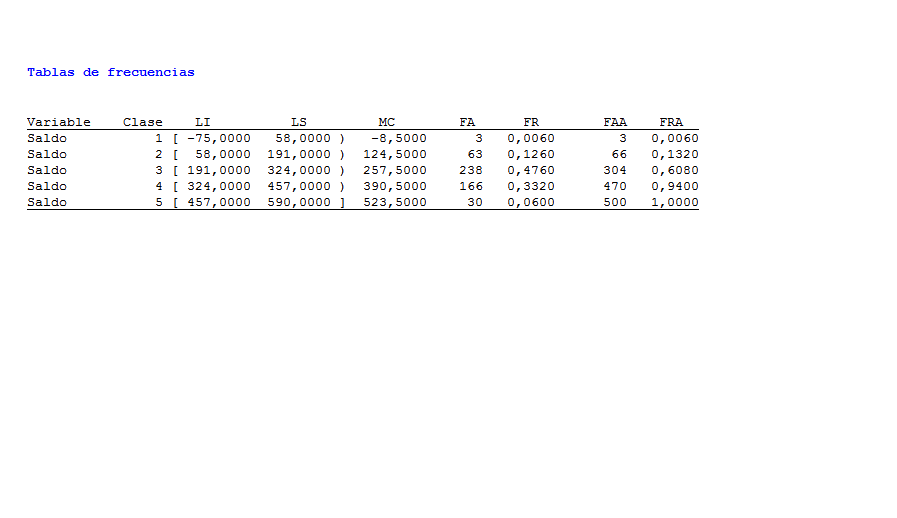 Tablas de frecuencias
Variable Clase LI LS MC FA FR FAA FRA
Saldo 1 [ -75,0000 58,0000 ) -8,5000 3 0,0060 3 0,0060
Saldo 2 [ 58,0000 191,0000 ) 124,5000 63 0,1260 66 0,1320
Saldo 3 [ 191,0000 324,0000 ) 257,5000 238 0,4760 304 0,6080
Saldo 4 [ 324,0000 457,0000 ) 390,5000 166 0,3320 470 0,9400
Saldo 5 [ 457,0000 590,0000 ] 523,5000 30 0,0600 500 1,0000